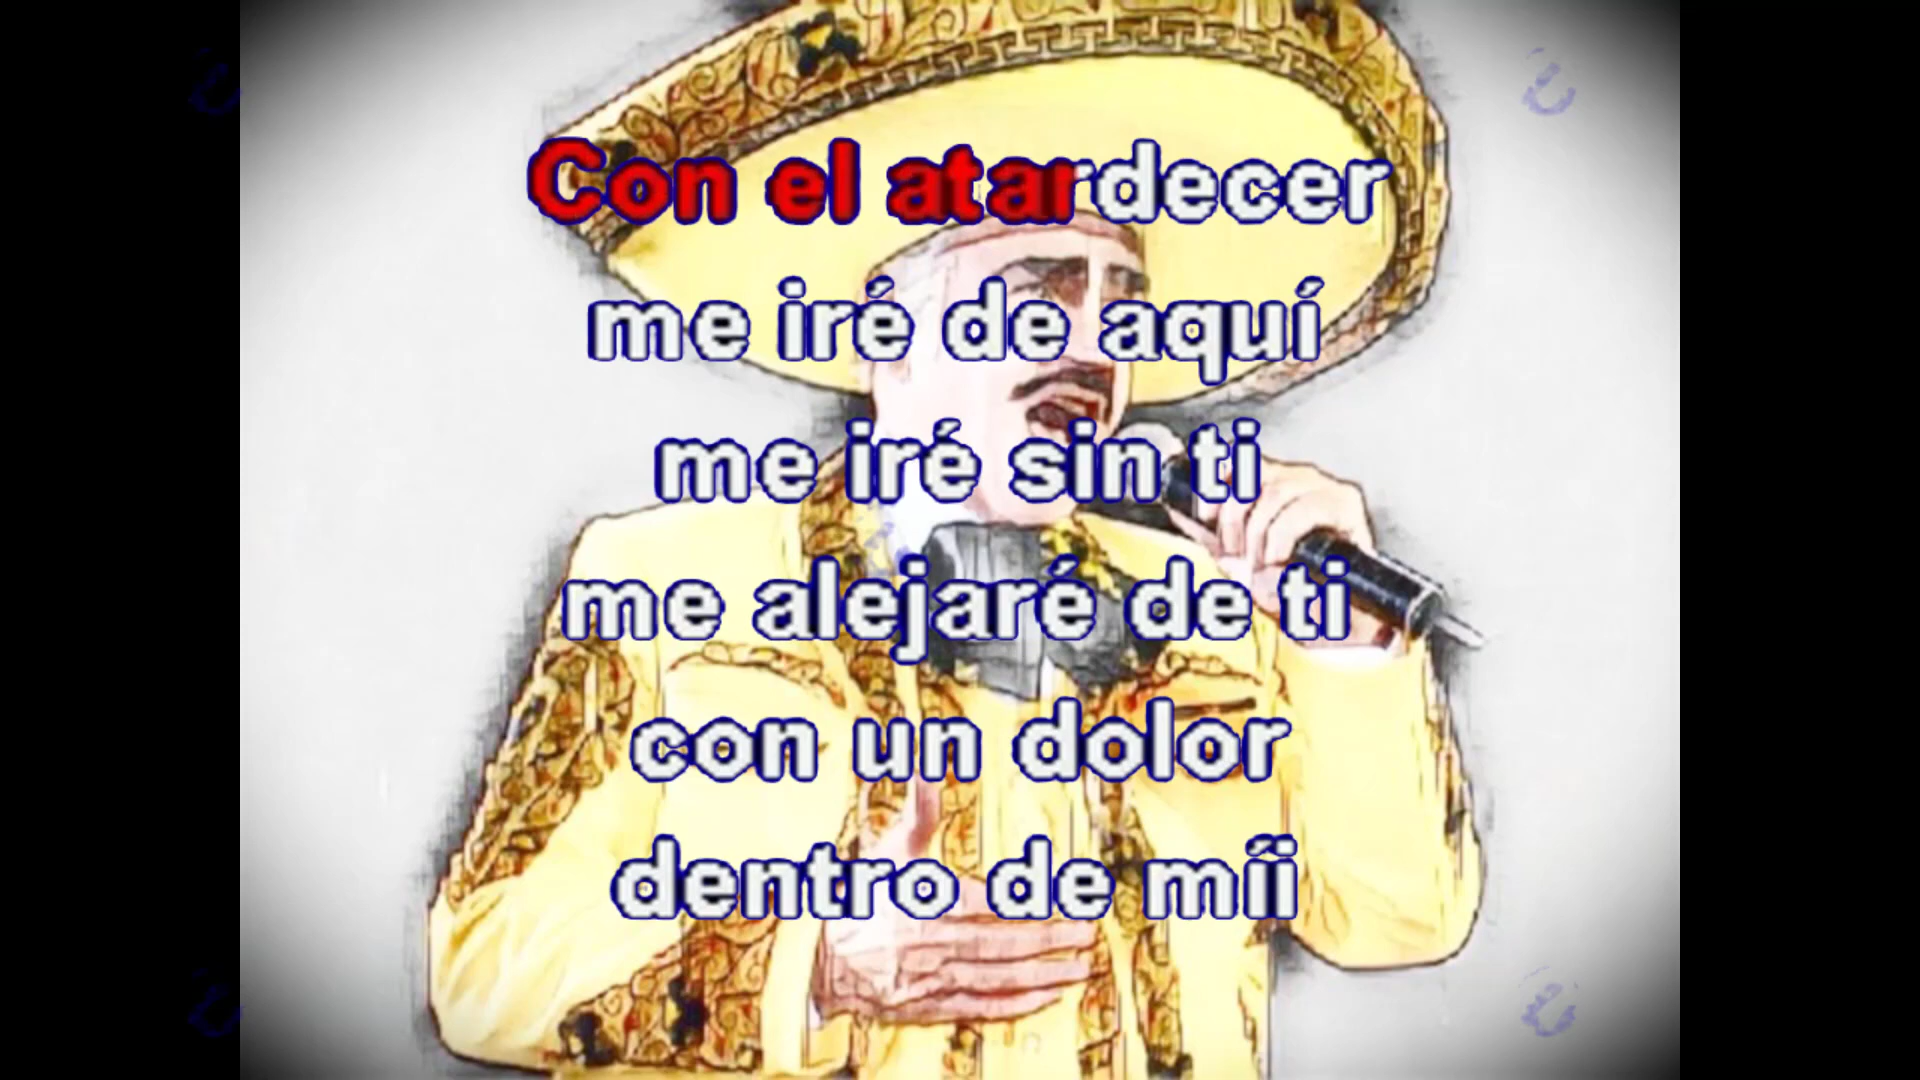 Con el atardecer
me iré de aquí
me iré sin ti
me alejaré de ti
con un dolor
dentro de míi